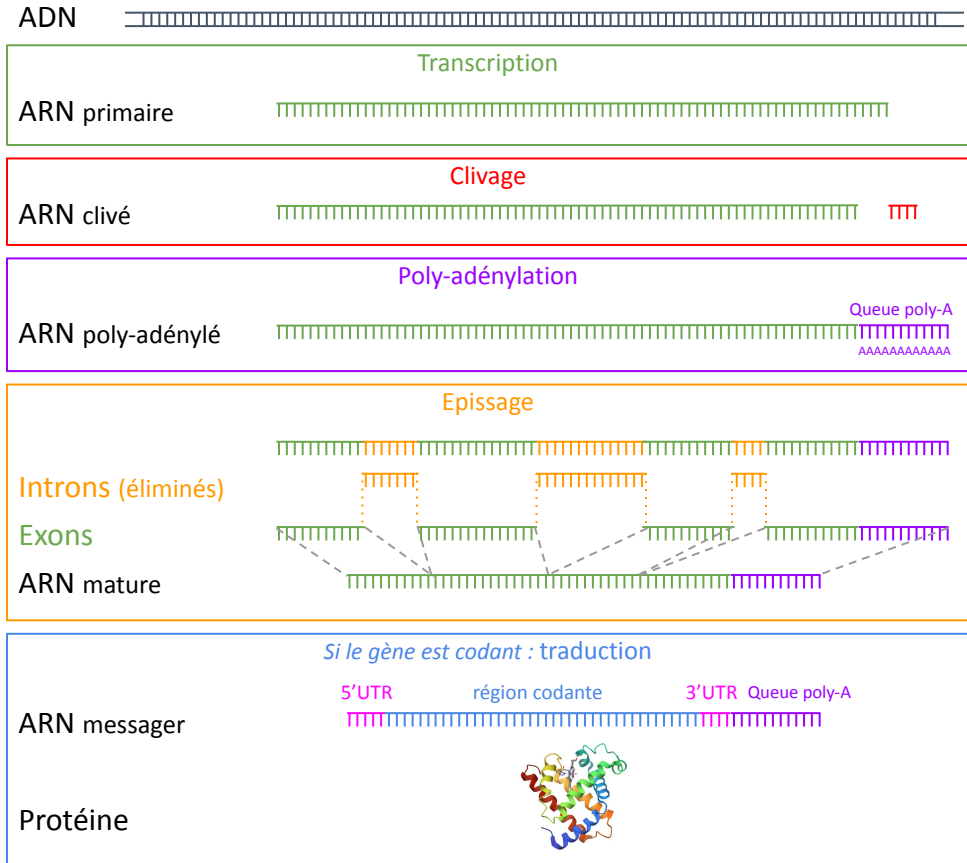 ADN
Transcription
ARN primaire
Clivage
ARN clivé
Poly-adénylation
Queue poly-A
ARN poly-adénylé
AAAAAAAAAAAA
Epissage
Introns (éliminés)
Exons
ARN mature
Si le gène est codant : traduction
5'UTR région codante 3'UTR Queue poly-A
ARN messager
Protéine